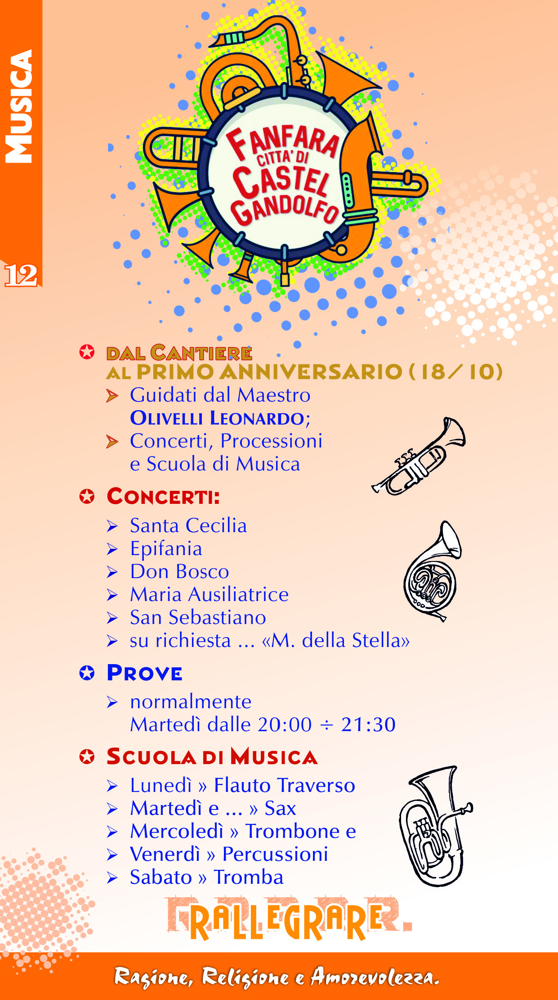 MUSICA
12
FANFARA
CITTA' DI
CASTEL
GANDOLFO
DAL CANTIERE
AL PRIMO ANNIVERSARIO (18/10)
Guidati dal Maestro
OLIVELLI LEONARDO;
Concerti, Processioni
e Scuola di Musica
CONCERTI:
Santa Cecilia
Epifania
Don Bosco
Maria Ausiliatrice
San Sebastiano
su richiesta ... «M. della Stella»
PROVE
normalmente
Martedì dalle 20:00 ÷ 21:30
SCUOLA DI MUSICA
Lunedì » Flauto Traverso
Martedì e ... » Sax
Mercoledì » Trombone e
Venerdì » Percussioni
Sabato » Tromba
RALLEGRARE
Ragione, Religione e Amorevolezza.